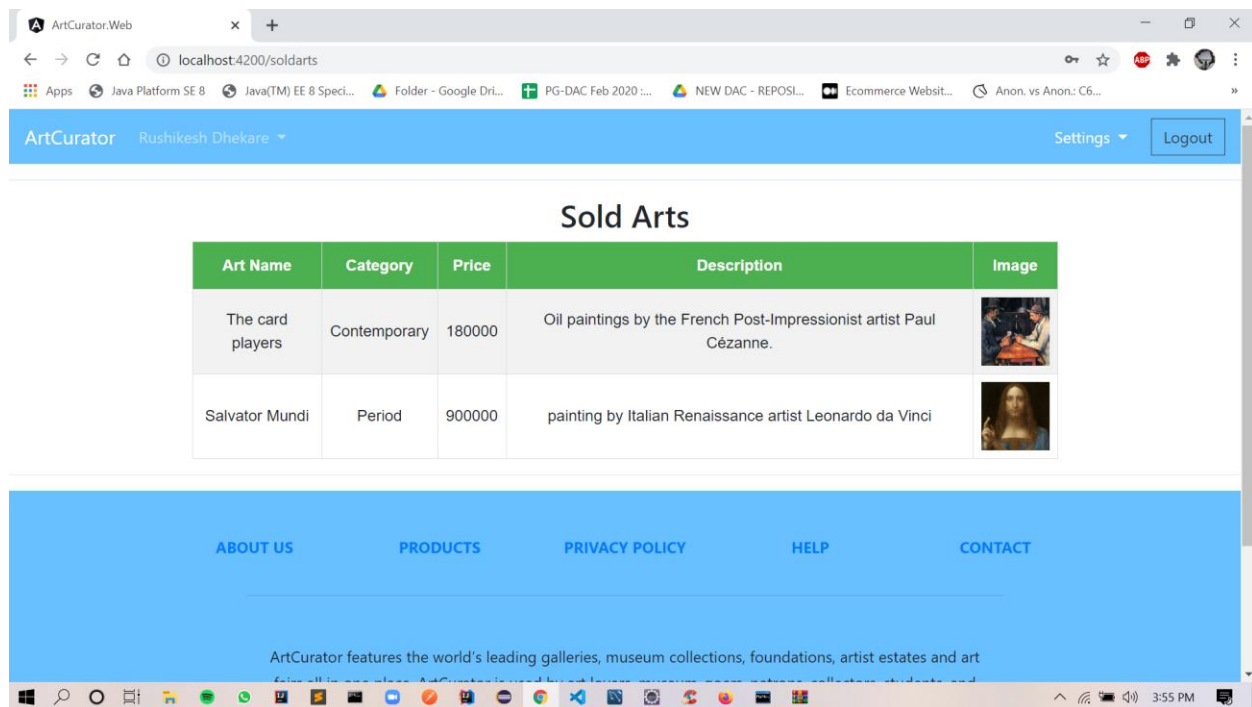 ArtCurator.Web
localhost:4200/soldarts
ABP
Apps Java Platform SE 8 Java(TM) EE 8 Speci... Folder - Google Dri... PG-DAC Feb 2020 :... NEW DAC - REPOSI... Ecommerce Websit... Anon. vs Anon.: C6... »
ArtCurator Rushikesh Dhekare Settings Logout
Sold Arts
Art Name Category Price Description Image
The card
players
Contemporary 180000
Oil paintings by the French Post-Impressionist artist Paul
Cézanne.
Salvator Mundi Period 900000 painting by Italian Renaissance artist Leonardo da Vinci
ABOUT US PRODUCTS PRIVACY POLICY HELP CONTACT
ArtCurator features the world's leading galleries, museum collections, foundations, artist estates and art
3:55 PM